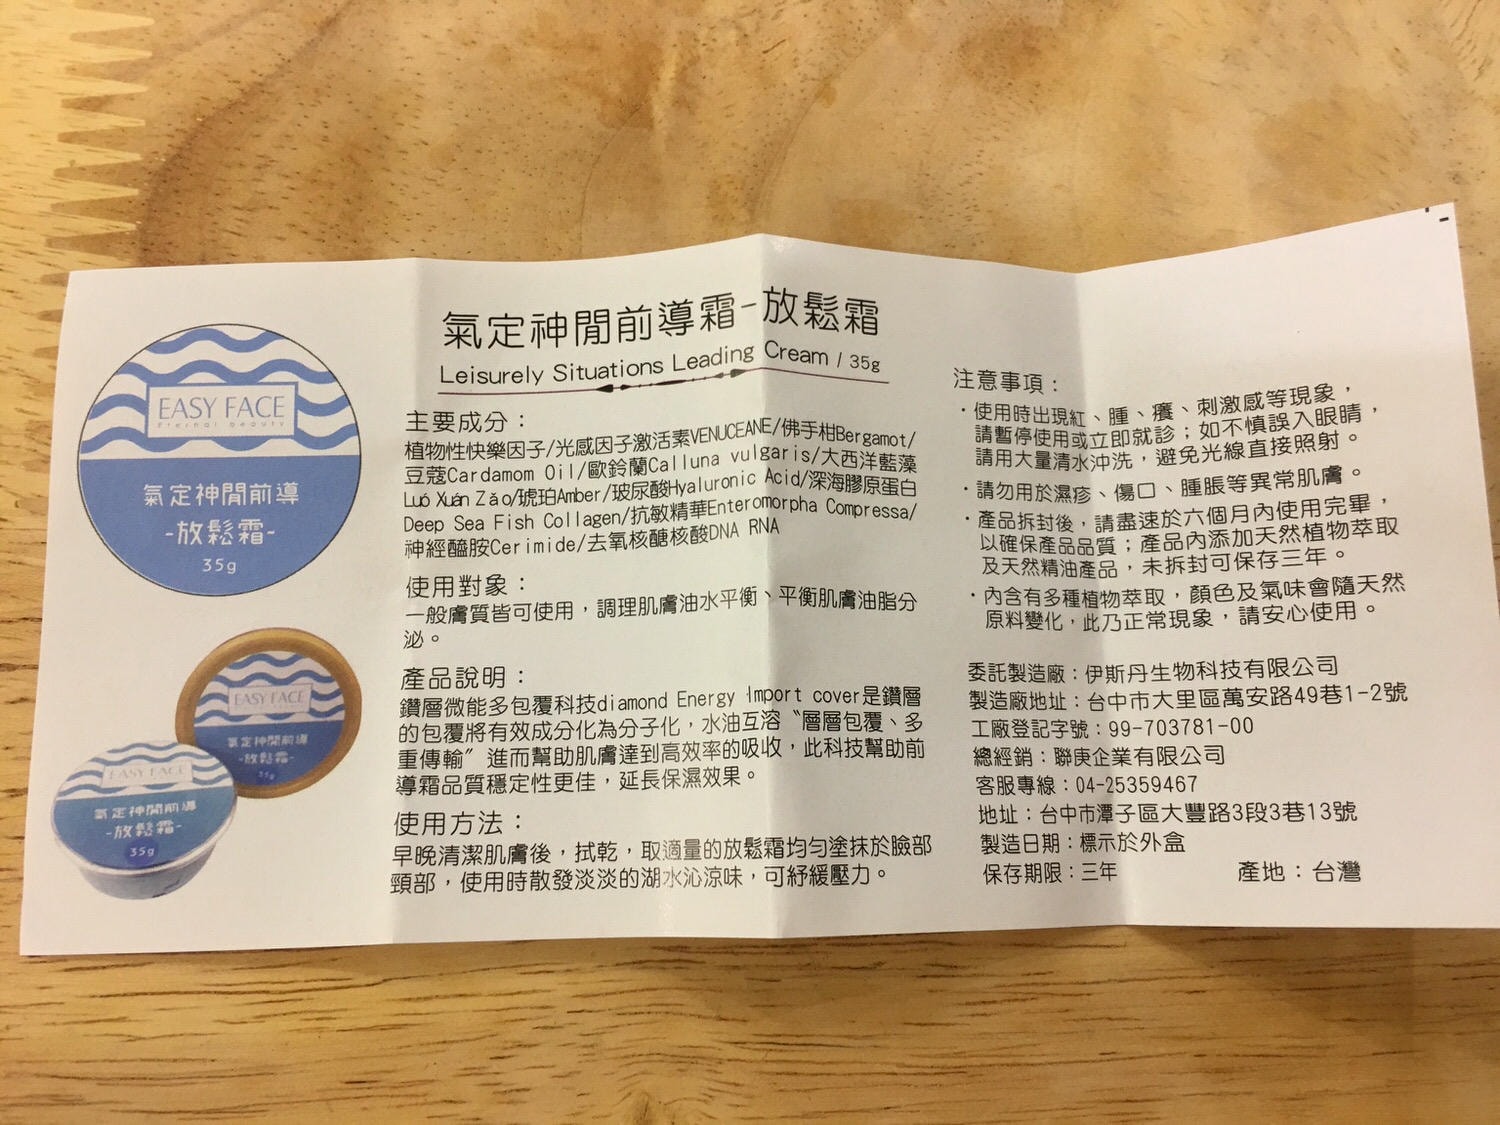 EASY FACE
Eternal beauty
氣定神閒前導
-放鬆霜-
35g
EASY FACE
氣定神閒前導
-放鬆霜-
35g
EASY FACE
氣定神閒前導
-放鬆霜-
35g
氣定神閒前導霜-放鬆霜
Leisurely Situations Leading Cream / 35g
主要成分：
植物性快樂因子/光感因子激活素VENUCEANE/佛手柑Bergamot/
豆蔻Cardamom Oil/歐鈴蘭Calluna vulgaris/大西洋藍藻
Luó Xuán Zǎo/琥珀Amber/玻尿酸Hyaluronic Acid/深海膠原蛋白
Deep Sea Fish Collagen/抗敏精華Enteromorpha Compressa/
神經醯胺Cerimide/去氧核醣核酸DNA RNA
使用對象：
一般膚質皆可使用，調理肌膚油水平衡、平衡肌膚油脂分
泌。
產品說明：
鑽層微能多包覆科技diamond Energy Import cover是鑽層
的包覆將有效成分化為分子化，水油互溶〝層層包覆、多
重傳輸〞進而幫助肌膚達到高效率的吸收，此科技幫助前
導霜品質穩定性更佳，延長保濕效果。
使用方法：
早晚清潔肌膚後，拭乾，取適量的放鬆霜均勻塗抹於臉部
頸部，使用時散發淡淡的湖水沁涼味，可紓緩壓力。
注意事項：
・使用時出現紅、腫、癢、刺激感等現象，
請暫停使用或立即就診；如不慎誤入眼睛，
請用大量清水沖洗，避免光線直接照射。
・請勿用於濕疹、傷口、腫脹等異常肌膚。
・產品拆封後，請盡速於六個月內使用完畢，
以確保產品品質；產品內添加天然植物萃取
及天然精油產品，未拆封可保存三年。
・內含有多種植物萃取，顏色及氣味會隨天然
原料變化，此乃正常現象，請安心使用。
委託製造廠：伊斯丹生物科技有限公司
製造廠地址：台中市大里區萬安路49巷1-2號
工廠登記字號：99-703781-00
總經銷：聯庚企業有限公司
客服專線：04-25359467
地址：台中市潭子區大豐路3段3巷13號
製造日期：標示於外盒
保存期限：三年 產地：台灣